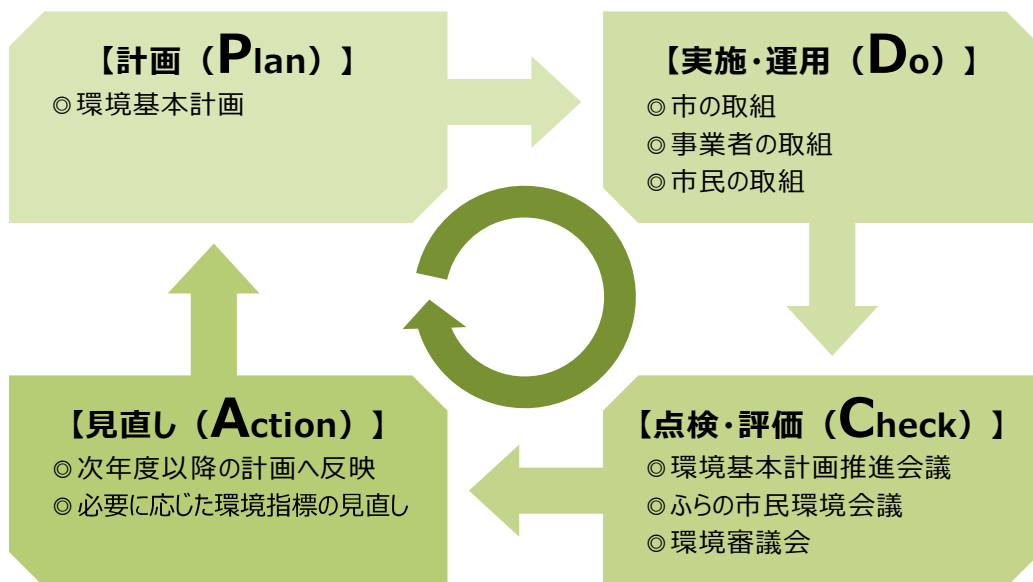 【計画（Plan）】
◎環境基本計画
【実施・運用（Do）】
◎市の取組
◎事業者の取組
◎市民の取組
【見直し（Action）】
◎次年度以降の計画へ反映
◎必要に応じた環境指標の見直し
【点検・評価（Check）】
◎環境基本計画推進会議
◎ふらの市民環境会議
◎環境審議会